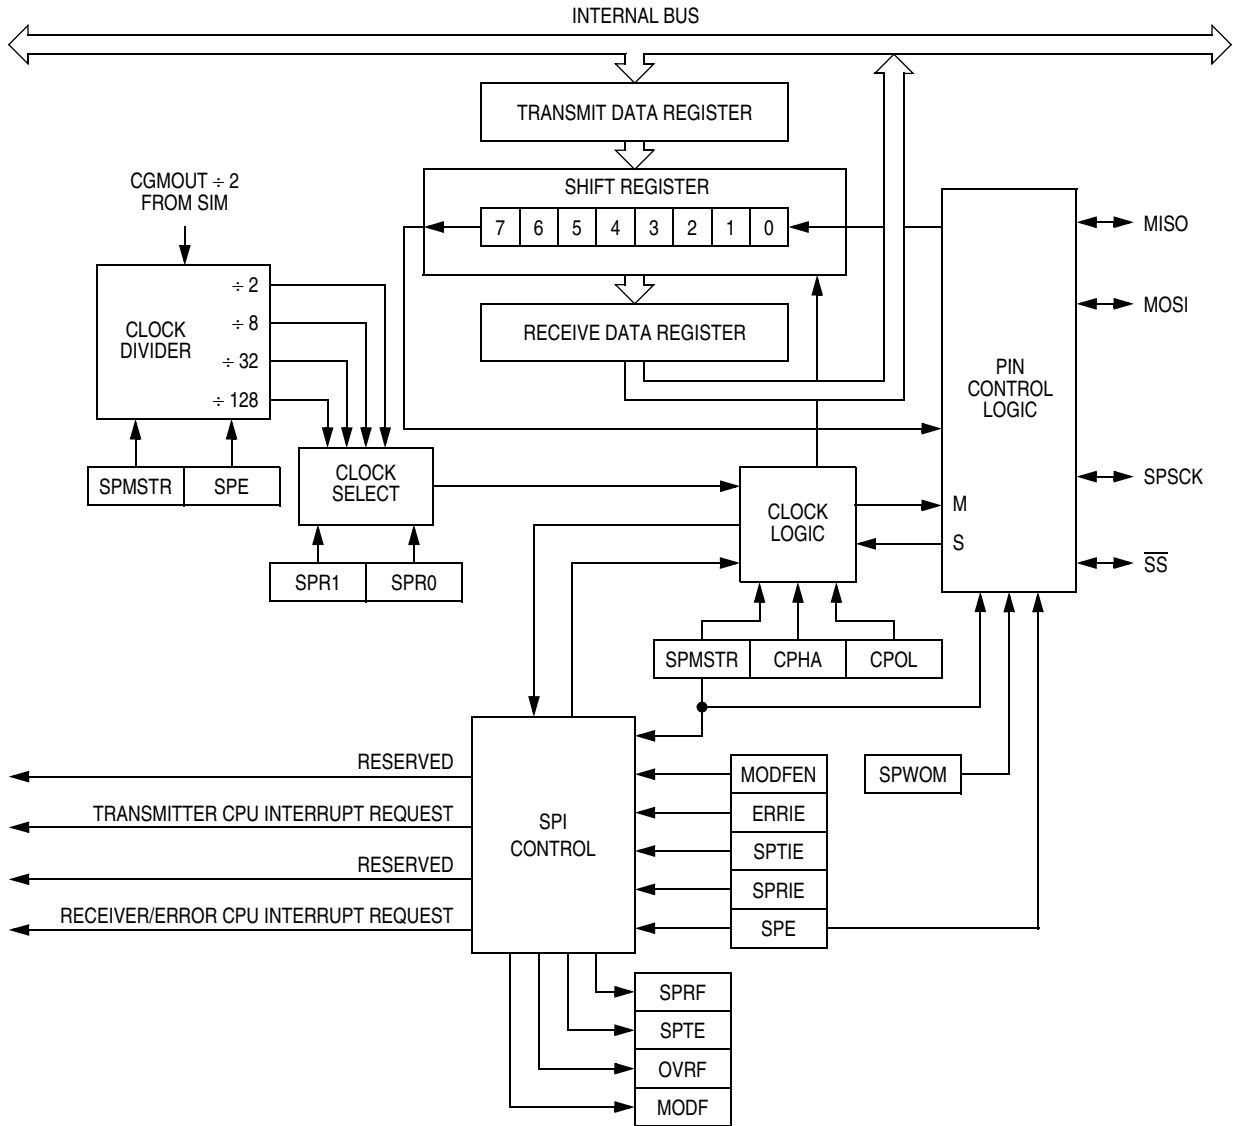 INTERNAL BUS
TRANSMIT DATA REGISTER
SHIFT REGISTER
7 6 5 4 3 2 1 0
RECEIVE DATA REGISTER
CGMOUT ÷ 2
FROM SIM
CLOCK
DIVIDER
÷ 2
÷ 8
÷ 32
÷ 128
SPMSTR SPE
CLOCK
SELECT
SPR1 SPR0
CLOCK
LOGIC
SPMSTR CPHA CPOL
PIN
CONTROL
LOGIC
M
S
MISO
MOSI
SPSCK
S̅S̅
RESERVED
TRANSMITTER CPU INTERRUPT REQUEST
RESERVED
RECEIVER/ERROR CPU INTERRUPT REQUEST
SPI
CONTROL
MODFEN
ERRIE
SPTIE
SPRIE
SPE
SPWOM
SPRF
SPTE
OVRF
MODF